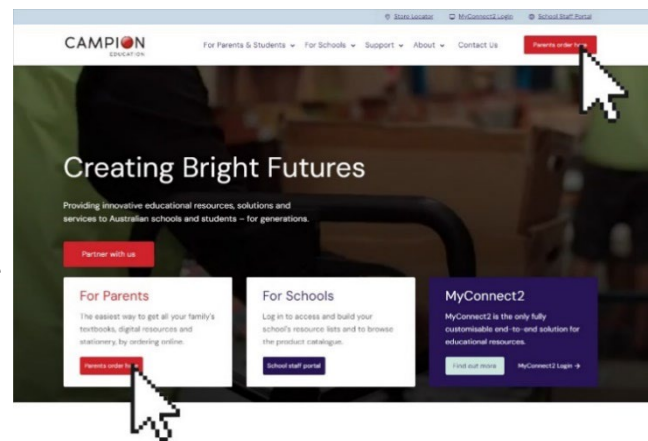 Store Locator MyConnect2 Login School Staff Portal
CAMPION
EDUCATION
For Parents & Students For Schools Support About Contact Us Parents order here
Creating Bright Futures
Providing innovative educational resources, solutions and
services to Australian schools and students – for generations.
Partner with us
For Parents
The easiest way to get all your family's
textbooks, digital resources and
stationery, by ordering online.
Parents order here
For Schools
Log in to access and build your
school's resource lists and to browse
the product catalogue.
School staff portal
MyConnect2
MyConnect2 is the only fully
customisable end-to-end solution for
educational resources.
Find out more MyConnect2 Login →